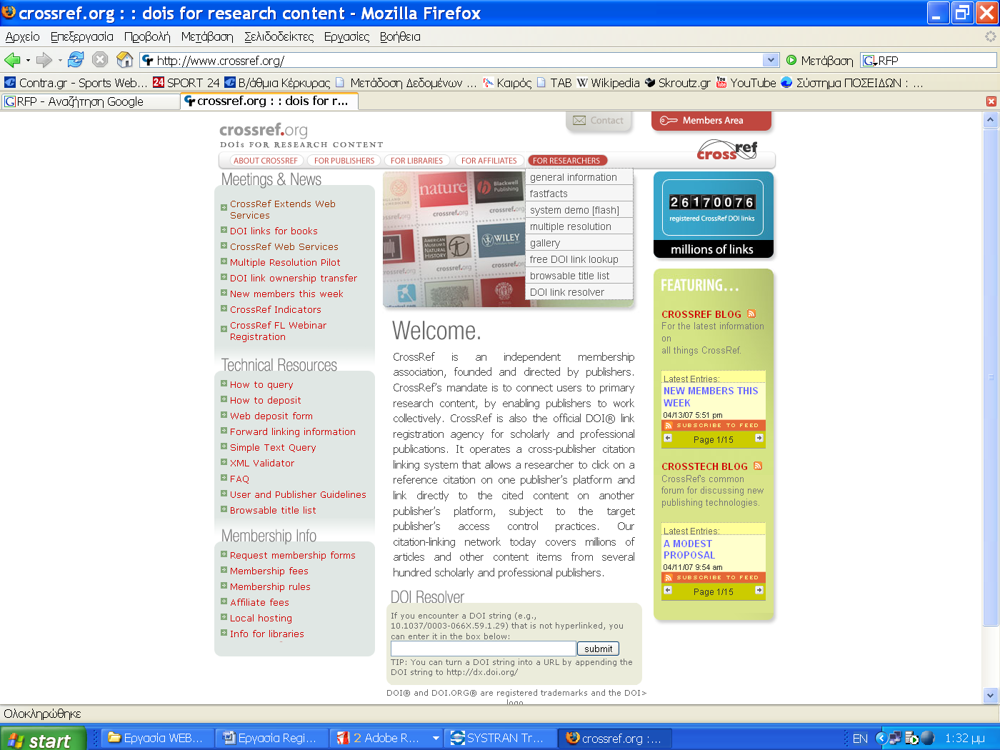 crossref.org : : dois for research content - Mozilla Firefox
Αρχείο Επεξεργασία Προβολή Μετάβαση Σελιδοδείκτες Εργασίες Βοήθεια
http://www.crossref.org/ Μετάβαση RFP
Contra.gr - Sports Web... SPORT 24 Β/άθμια Κέρκυρας Μετάδοση Δεδομένων ... Καιρός TAB Wikipedia Skroutz.gr YouTube Σύστημα ΠΟΣΕΙΔΩΝ : ...
RFP - Αναζήτηση Google crossref.org : : dois for r...
Contact Members Area
crossref.org
DOIs FOR RESEARCH CONTENT
crossref
ABOUT CROSSREF FOR PUBLISHERS FOR LIBRARIES FOR AFFILIATES FOR RESEARCHERS
general information
fastfacts
system demo [flash]
multiple resolution
gallery
free DOI link lookup
browsable title list
DOI link resolver
Meetings & News
CrossRef Extends Web
Services
DOI links for books
CrossRef Web Services
Multiple Resolution Pilot
DOI link ownership transfer
New members this week
CrossRef Indicators
CrossRef FL Webinar
Registration
Technical Resources
How to query
How to deposit
Web deposit form
Forward linking information
Simple Text Query
XML Validator
FAQ
User and Publisher Guidelines
Browsable title list
Membership Info
Request membership forms
Membership fees
Membership rules
Affiliate fees
Local hosting
Info for libraries
nature
Blackwell
Publishing
crossref.org
crossref.org
AMERICAN
MUSEUM OF
NATURAL
HISTORY
WILEY
crossref.org
crossref.org
Welcome.
CrossRef is an independent membership
association, founded and directed by publishers.
CrossRef's mandate is to connect users to primary
research content, by enabling publishers to work
collectively. CrossRef is also the official DOI® link
registration agency for scholarly and professional
publications. It operates a cross-publisher citation
linking system that allows a researcher to click on a
reference citation on one publisher's platform and
link directly to the cited content on another
publisher's platform, subject to the target
publisher's access control practices. Our
citation-linking network today covers millions of
articles and other content items from several
hundred scholarly and professional publishers.
DOI Resolver
If you encounter a DOI string (e.g.,
10.1037/0003-066X.59.1.29) that is not hyperlinked, you
can enter it in the box below:
submit
TIP: You can turn a DOI string into a URL by appending the
DOI string to http://dx.doi.org/
DOI® and DOI.ORG® are registered trademarks and the DOI>
logo
26170076
registered CrossRef DOI links
millions of links
FEATURING...
CROSSREF BLOG
For the latest information
on
all things CrossRef.
Latest Entries:
NEW MEMBERS THIS
WEEK
04/13/07 5:51 pm
SUBSCRIBE TO FEED
Page 1/15
CROSSTECH BLOG
CrossRef's common
forum for discussing new
publishing technologies.
Latest Entries:
A MODEST
PROPOSAL
04/11/07 9:54 am
SUBSCRIBE TO FEED
Page 1/15
Ολοκληρώθηκε
start Εργασία WEB... Εργασία Regi... 2 Adobe R... SYSTRAN Tr... crossref.org :... EN 1:32 μμ